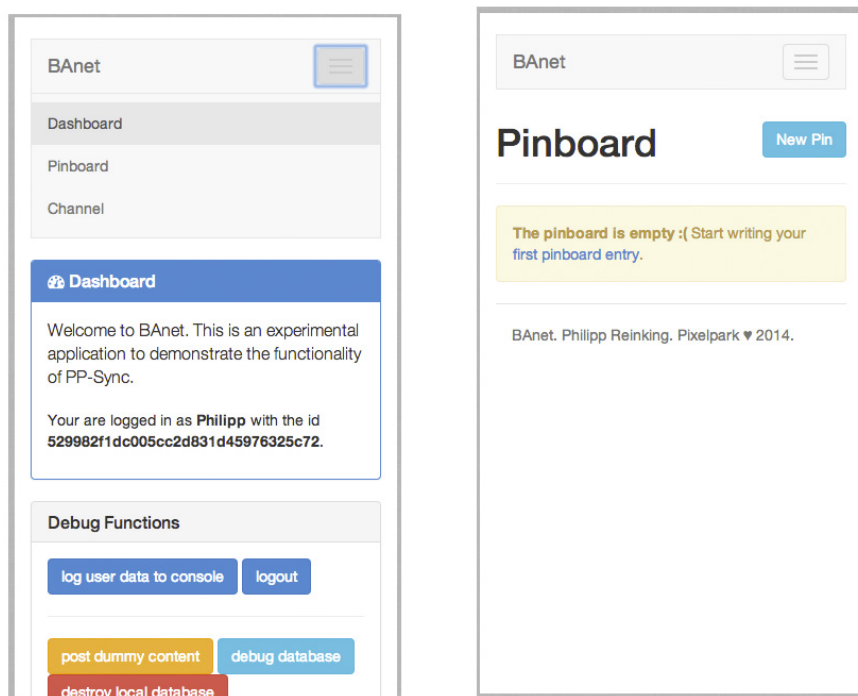 BAnet
Dashboard
Pinboard
Channel
Dashboard
Welcome to BAnet. This is an experimental
application to demonstrate the functionality
of PP-Sync.
Your are logged in as Philipp with the id
529982f1dc005cc2d831d45976325c72.
Debug Functions
log user data to console logout
post dummy content debug database
destroy local database
BAnet
Pinboard New Pin
The pinboard is empty :( Start writing your
first pinboard entry.
BAnet. Philipp Reinking. Pixelpark ♥ 2014.